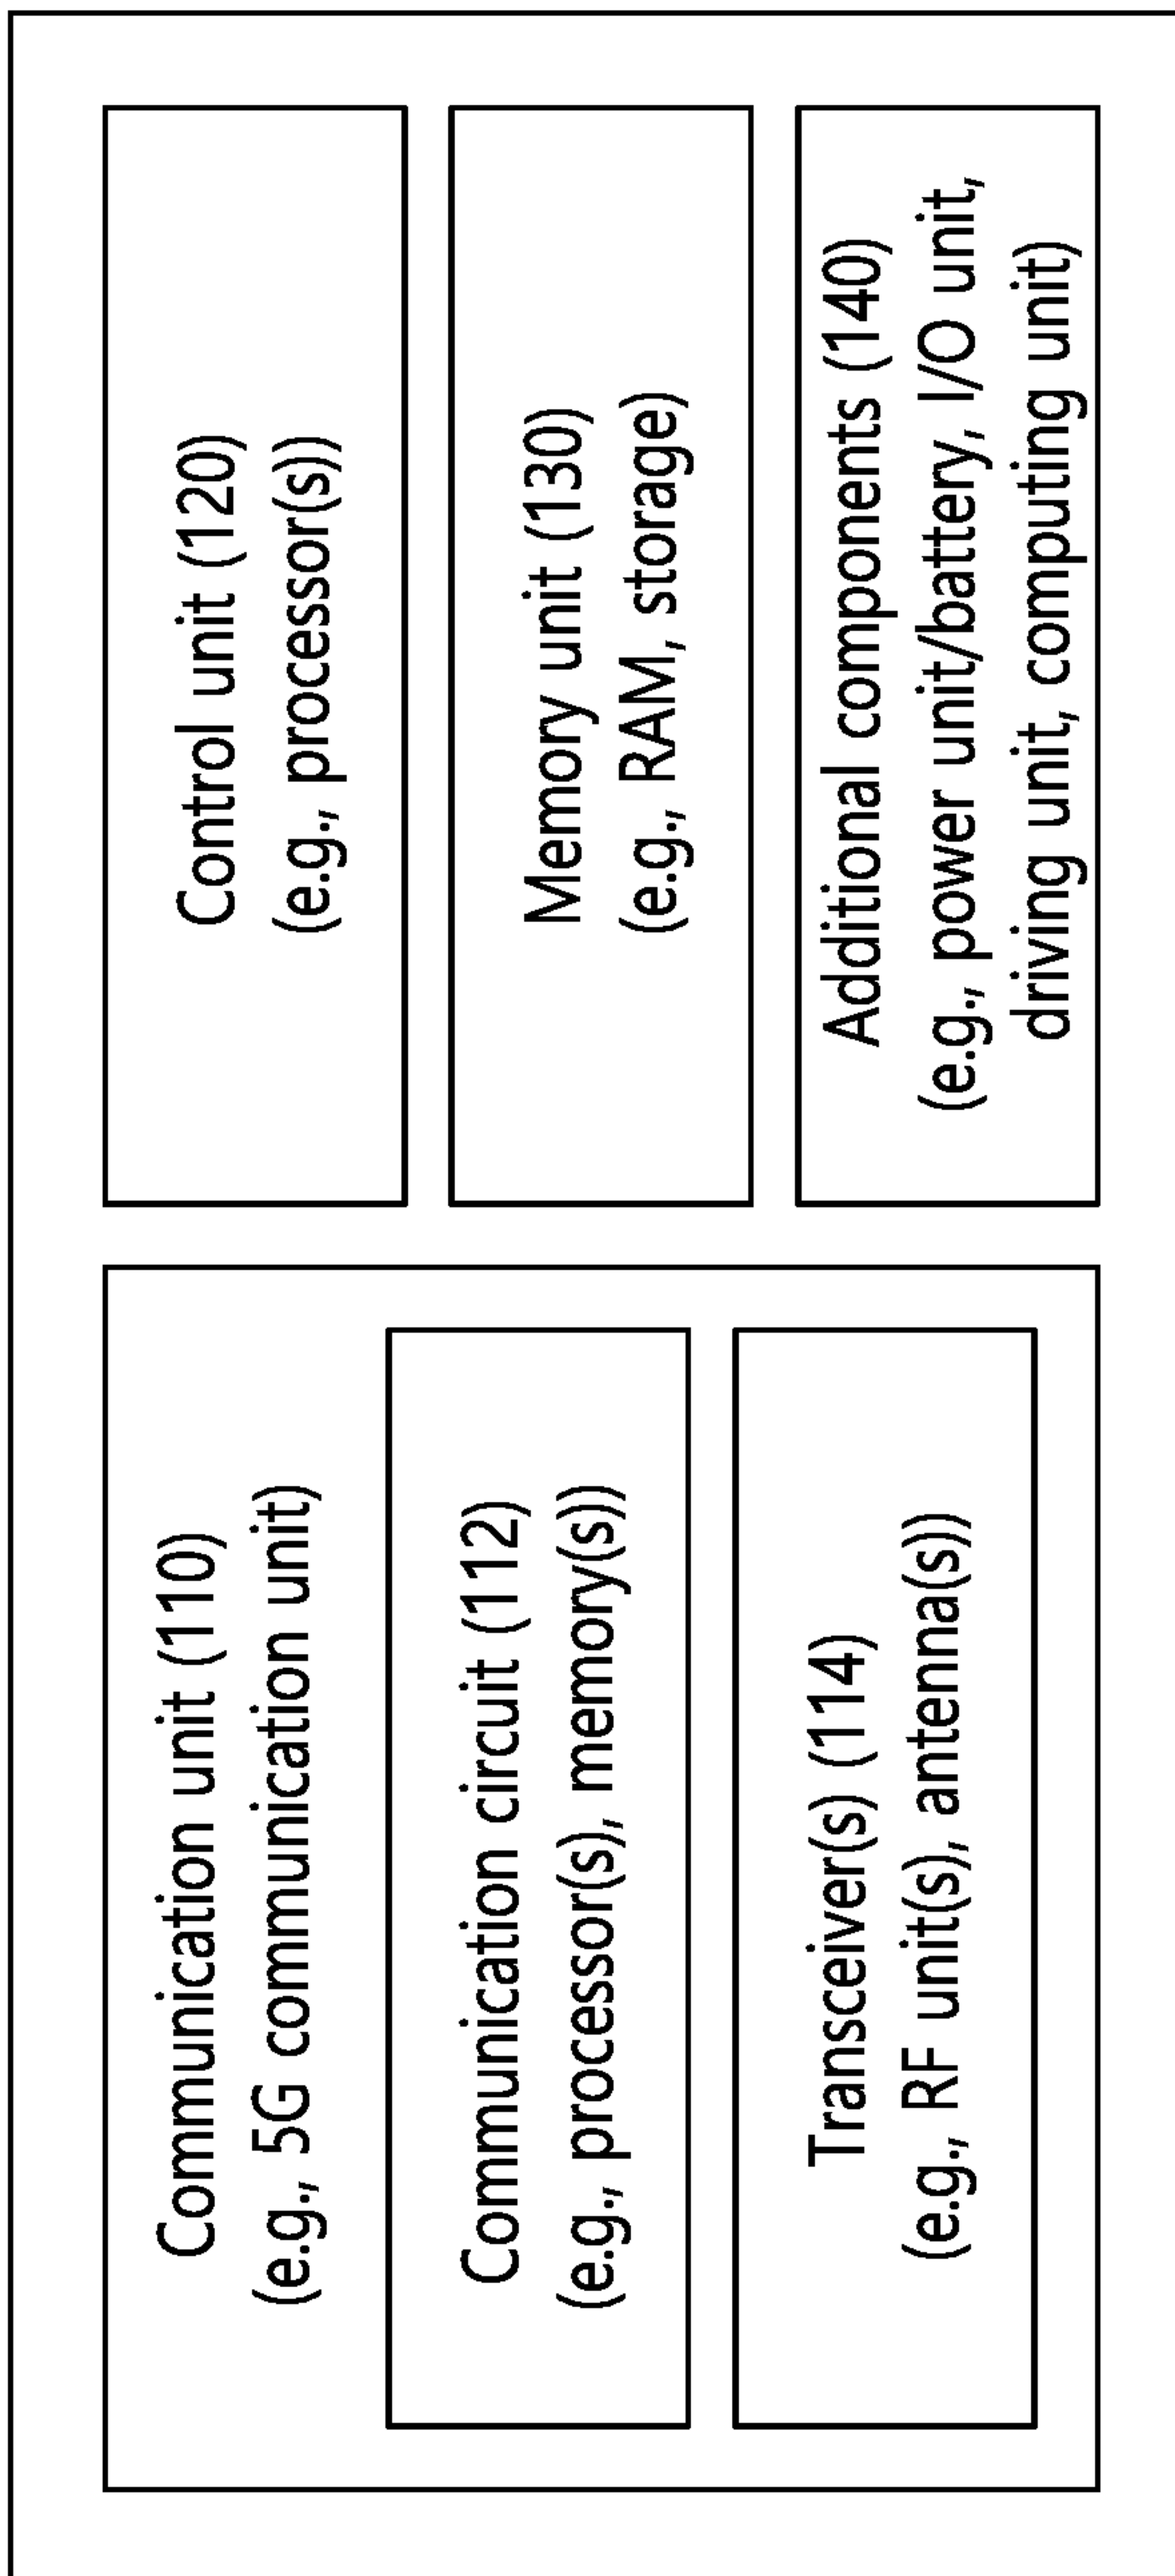 Communication unit (110)
(e.g., 5G communication unit)
Communication circuit (112)
(e.g., processor(s), memory(s))
Transceiver(s) (114)
(e.g., RF unit(s), antenna(s))
Control unit (120)
(e.g., processor(s))
Memory unit (130)
(e.g., RAM, storage)
Additional components (140)
(e.g., power unit/battery, I/O unit,
driving unit, computing unit)